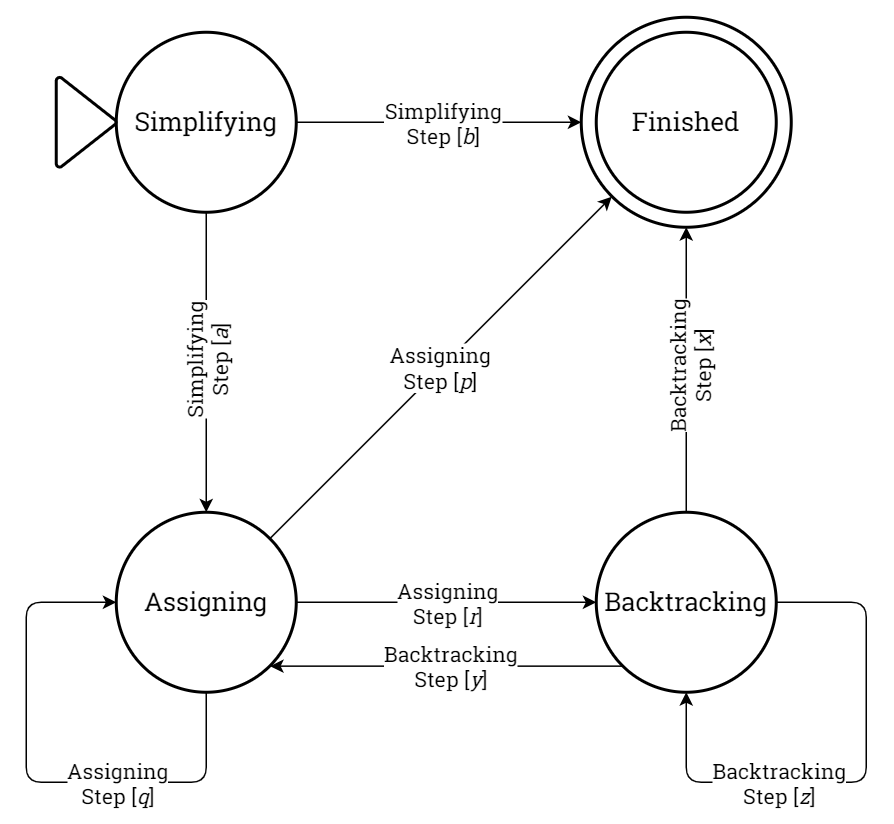 Simplifying
Simplifying
Step [b]
Finished
Simplifying
Step [a]
Assigning
Step [p]
Backtracking
Step [x]
Assigning
Assigning
Step [r]
Backtracking
Backtracking
Step [y]
Assigning
Step [q]
Backtracking
Step [z]